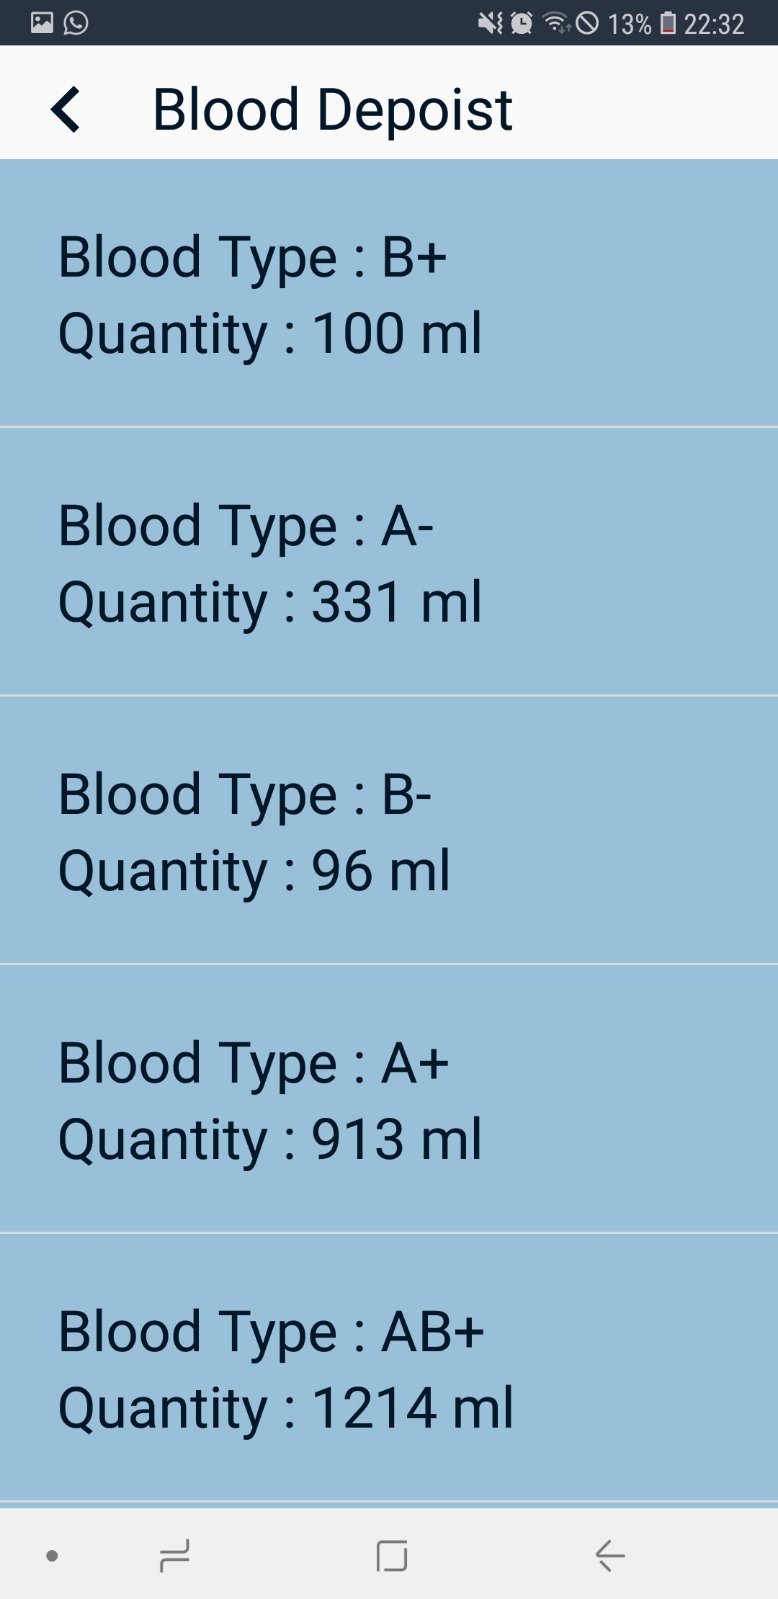 13% 22:32
Blood Depoist
Blood Type : B+
Quantity : 100 ml
Blood Type : A-
Quantity : 331 ml
Blood Type : B-
Quantity : 96 ml
Blood Type : A+
Quantity : 913 ml
Blood Type : AB+
Quantity : 1214 ml